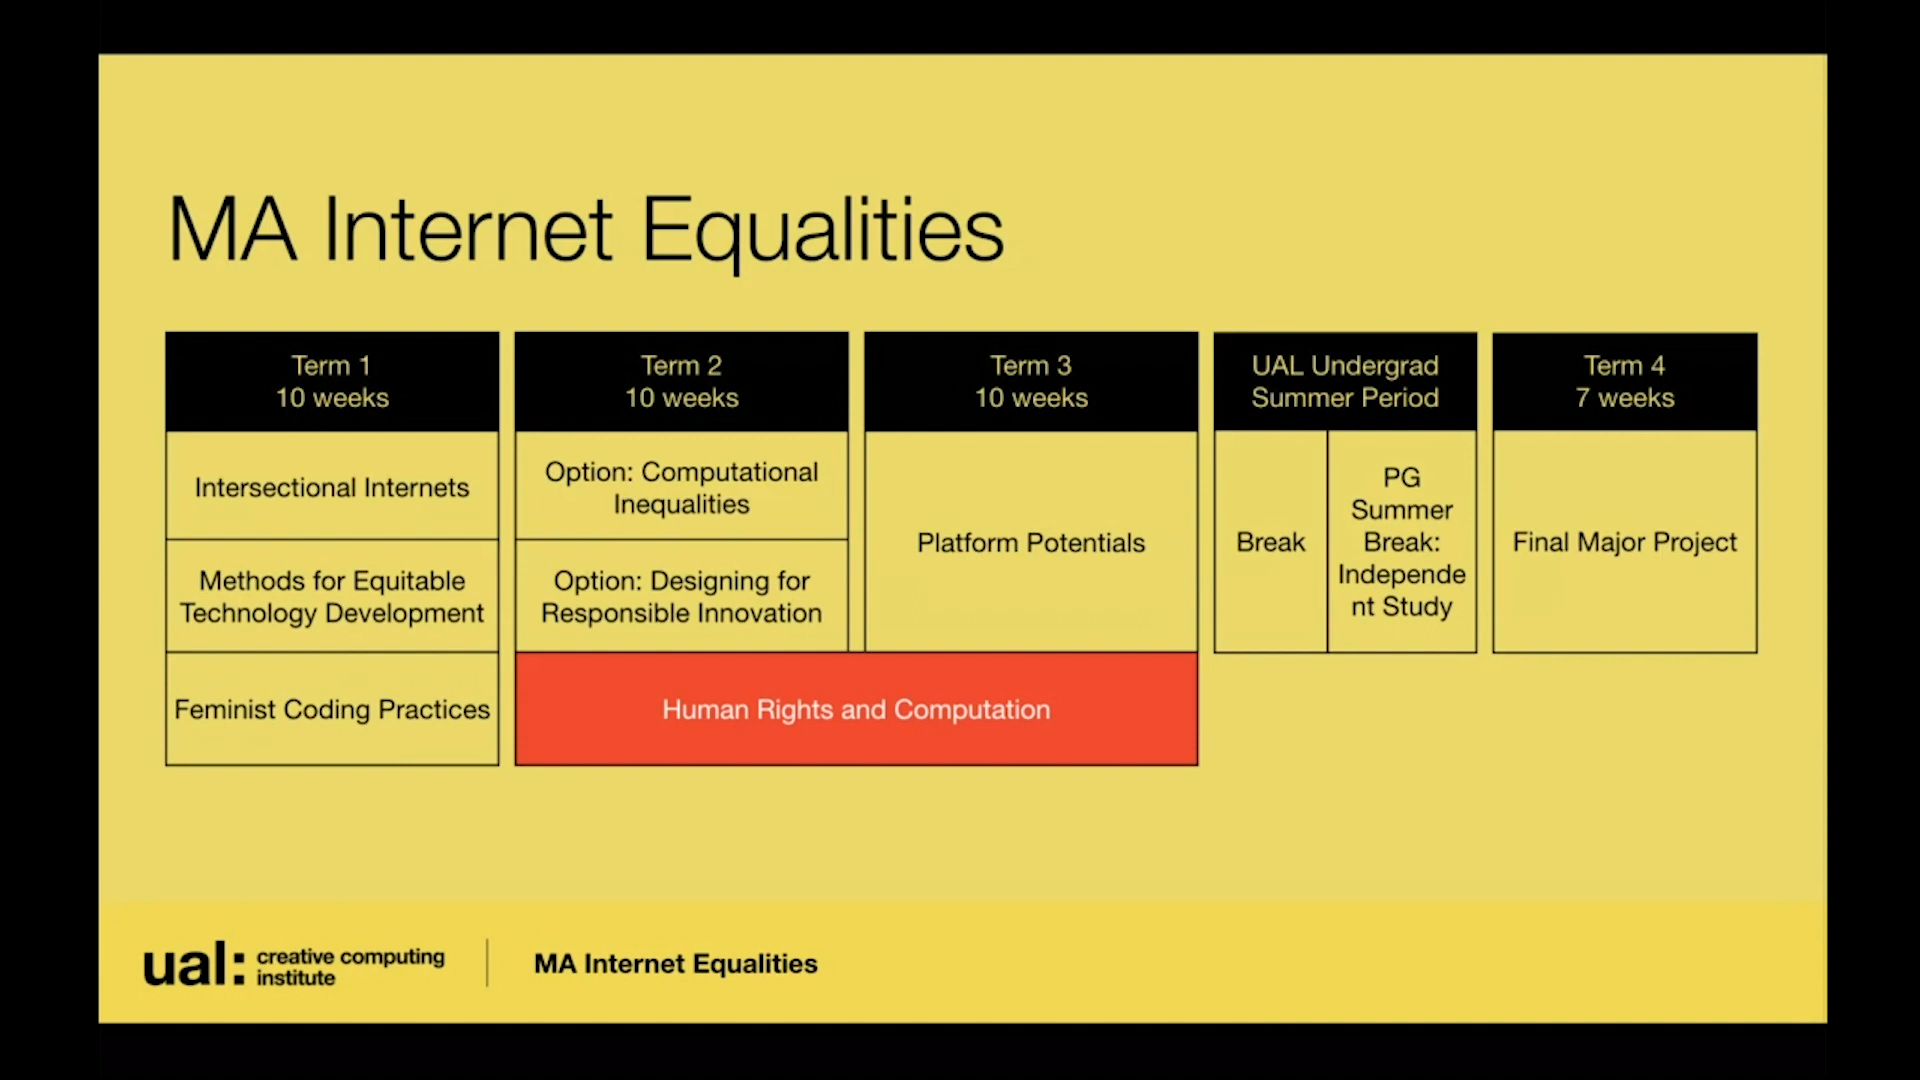 MA Internet Equalities
Term 1
10 weeks
Intersectional Internets
Methods for Equitable
Technology Development
Feminist Coding Practices
Term 2
10 weeks
Option: Computational
Inequalities
Option: Designing for
Responsible Innovation
Term 3
10 weeks
Platform Potentials
Human Rights and Computation
UAL Undergrad
Summer Period
Break
PG
Summer
Break:
Independe
nt Study
Term 4
7 weeks
Final Major Project
ual: creative computing
institute
MA Internet Equalities